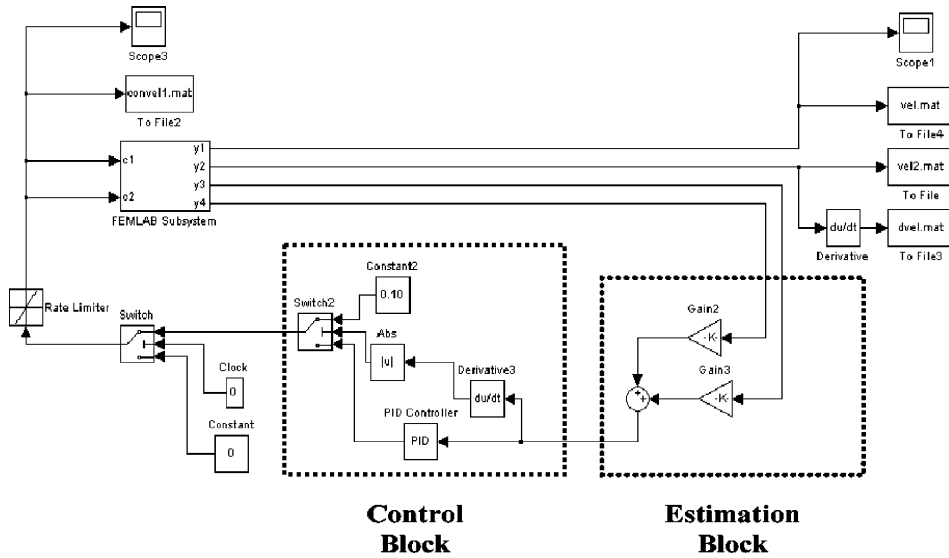 Scope3
convel1.mat
To File2
c1
c2
y1
y2
y3
y4
FEMLAB Subsystem
Scope1
vel.mat
To File4
vel2.mat
To File
du/dt
Derivative
dvel.mat
To File3
Rate Limiter
Switch
Clock
0
Constant
0
Constant2
0.10
Switch2
Abs
|u|
Derivative3
du/dt
PID Controller
PID
Gain2
-K-
Gain3
-K-
+
+
Control
Block
Estimation
Block